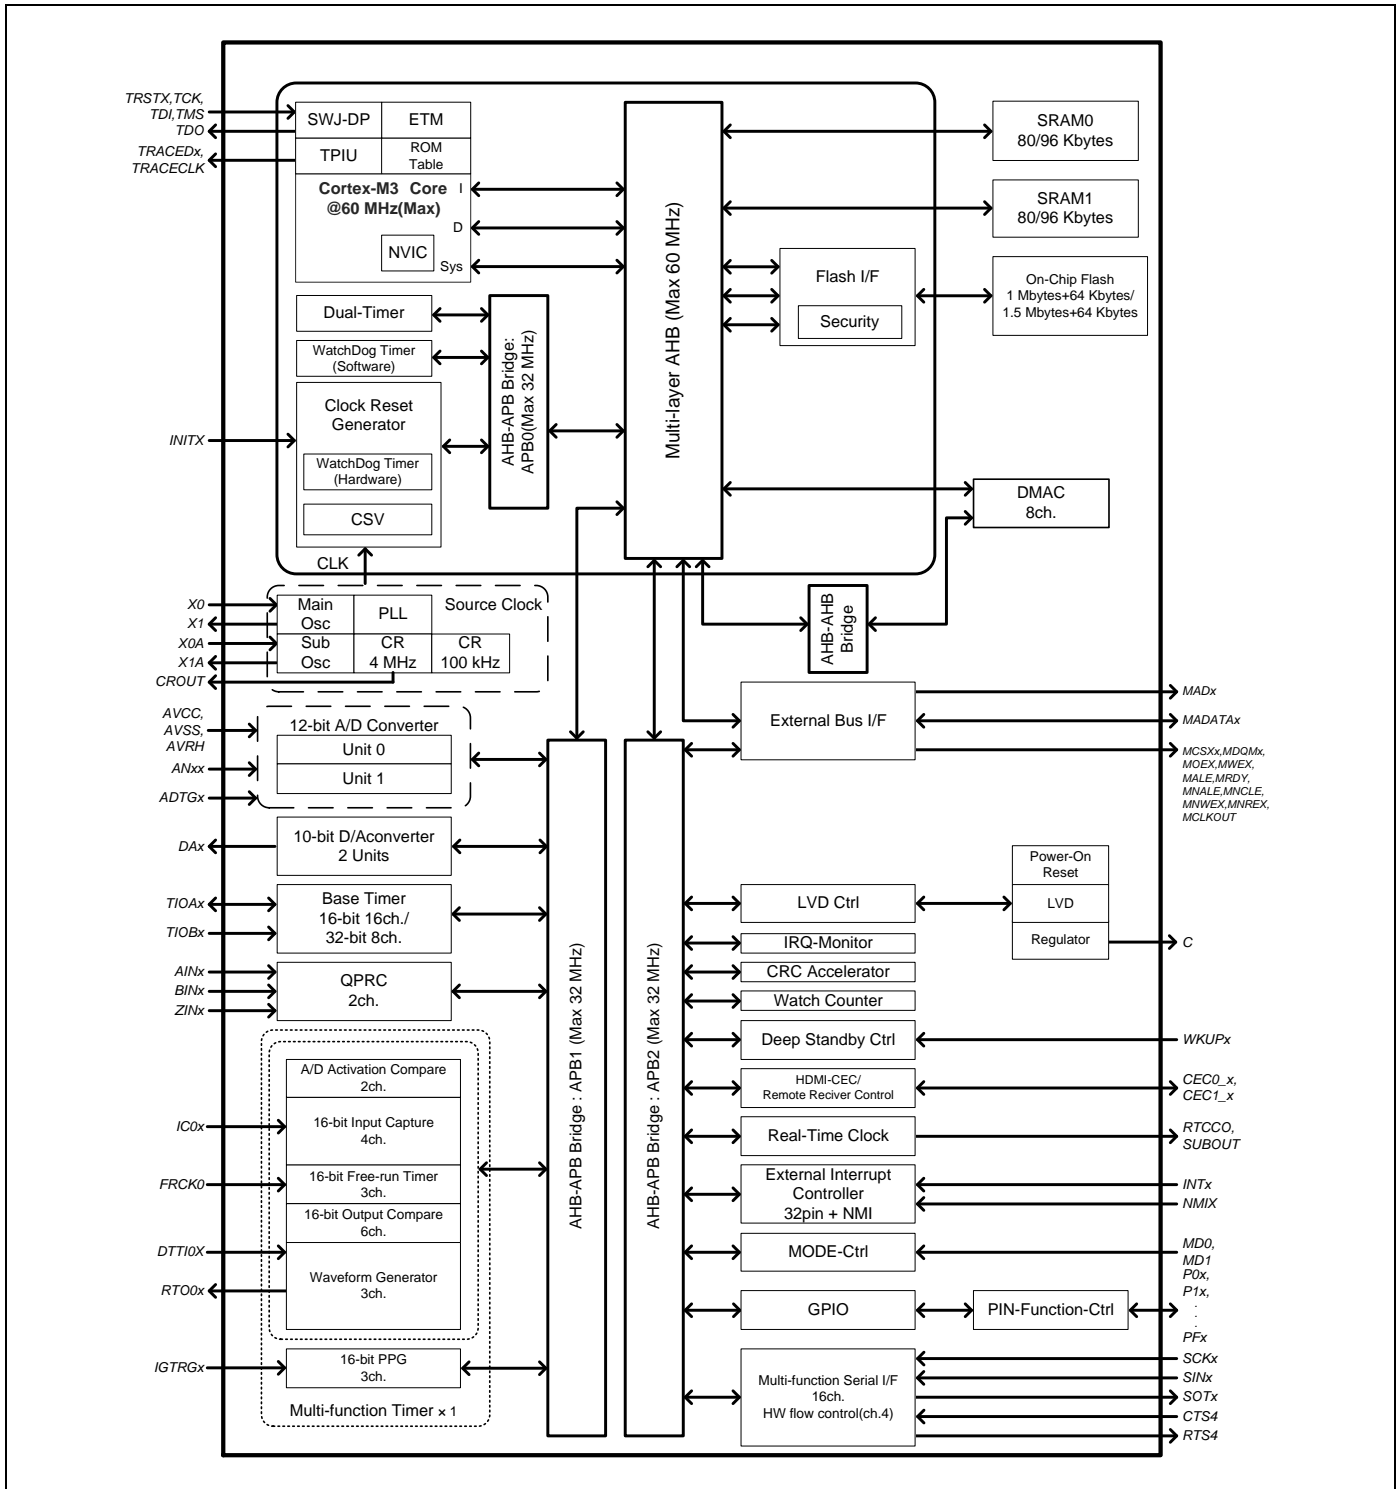 TRSTX,TCK,
TDI,TMS
TDO
TRACEDx,
TRACECLK
SWJ-DP
ETM
TPIU
ROM
Table
Cortex-M3 Core
@60 MHz(Max)
I
D
NVIC
Sys
Dual-Timer
WatchDog Timer
(Software)
Clock Reset
Generator
WatchDog Timer
(Hardware)
CSV
INITX
CLK
AHB-APB Bridge:
APB0(Max 32 MHz)
Multi-layer AHB (Max 60 MHz)
SRAM0
80/96 Kbytes
SRAM1
80/96 Kbytes
Flash I/F
Security
On-Chip Flash
1 Mbytes+64 Kbytes/
1.5 Mbytes+64 Kbytes
DMAC
8ch.
AHB-AHB
Bridge
X0
X1
X0A
X1A
CROUT
Main
Osc
PLL
Source Clock
Sub
Osc
CR
4 MHz
CR
100 kHz
AVCC,
AVSS,
AVRH
ANxx
ADTGx
12-bit A/D Converter
Unit 0
Unit 1
DAx
10-bit D/Aconverter
2 Units
TIOAx
TIOBx
Base Timer
16-bit 16ch./
32-bit 8ch.
AINx
BINx
ZINx
QPRC
2ch.
A/D Activation Compare
2ch.
IC0x
16-bit Input Capture
4ch.
FRCK0
16-bit Free-run Timer
3ch.
16-bit Output Compare
6ch.
DTTI0X
RTO0x
Waveform Generator
3ch.
IGTRGx
16-bit PPG
3ch.
Multi-function Timer × 1
AHB-APB Bridge : APB1 (Max 32 MHz)
AHB-APB Bridge : APB2 (Max 32 MHz)
External Bus I/F
MADx
MADATAx
MCSXx,MDQMx,
MOEX,MWEX,
MALE,MRDY,
MNALE,MNCLE,
MNWEX,MNREX,
MCLKOUT
Power-On
Reset
LVD
Regulator
C
LVD Ctrl
IRQ-Monitor
CRC Accelerator
Watch Counter
Deep Standby Ctrl
WKUPx
HDMI-CEC/
Remote Reciver Control
CEC0_x,
CEC1_x
Real-Time Clock
RTCCO,
SUBOUT
External Interrupt
Controller
32pin + NMI
INTx
NMIX
MODE-Ctrl
MD0,
MD1
P0x,
P1x,
.
.
PFx
GPIO
PIN-Function-Ctrl
Multi-function Serial I/F
16ch.
HW flow control(ch.4)
SCKx
SINx
SOTx
CTS4
RTS4